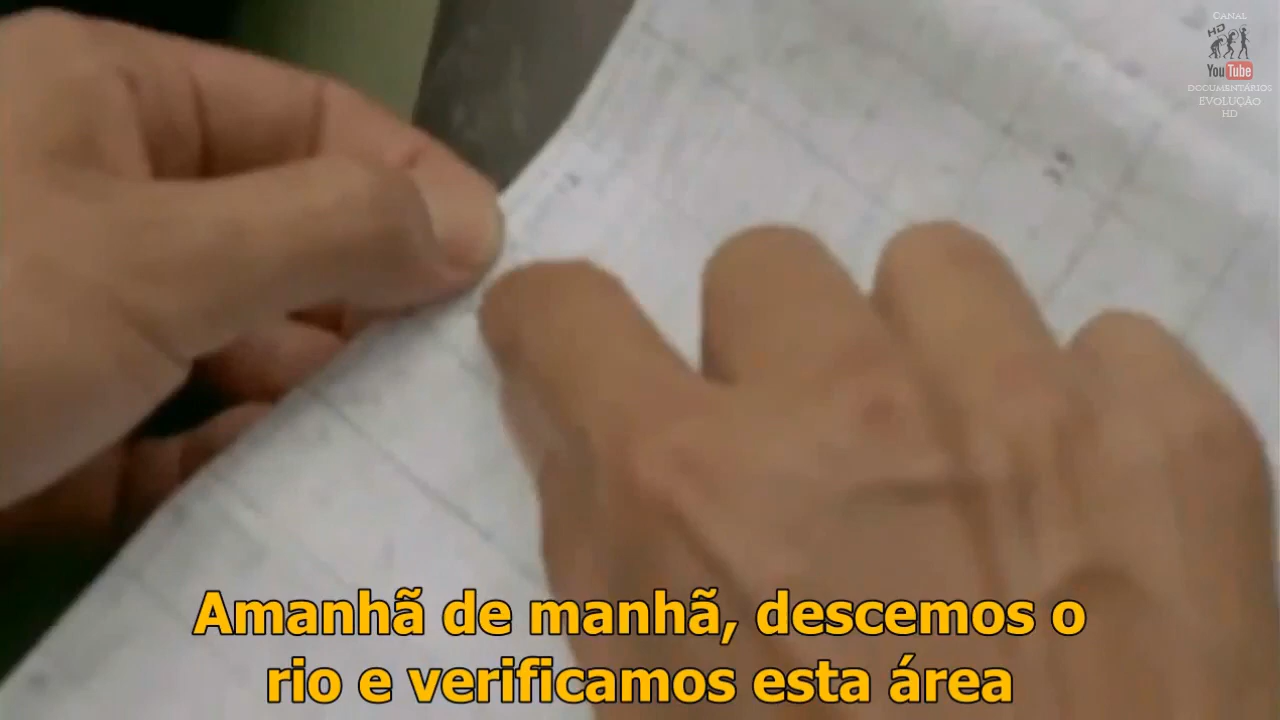 CANAL
HD
YouTube
DOCUMENTÁRIOS
EVOLUÇÃO
HD
Amanhã de manhã, descemos o
rio e verificamos esta área